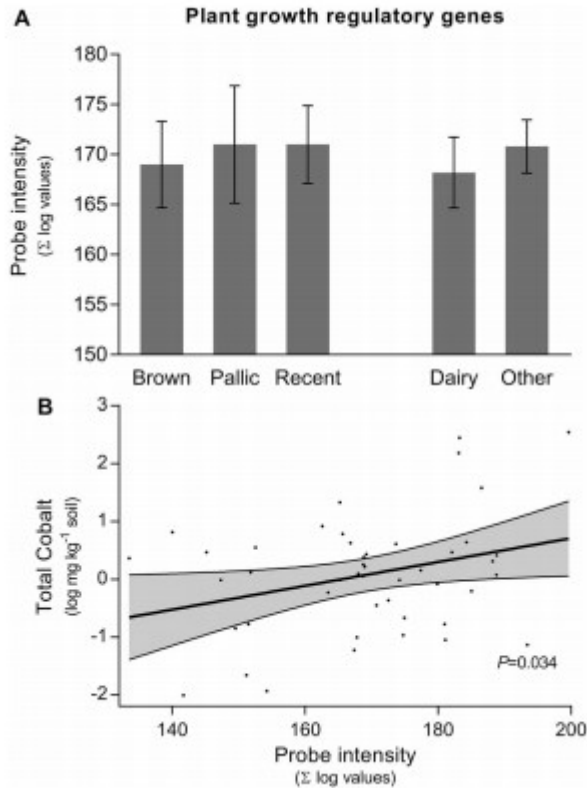 A
Plant growth regulatory genes
Probe intensity
(Σ log values)
180
175
170
165
160
155
150
Brown Pallic Recent Dairy Other
B
Total Cobalt
(log mg kg⁻¹ soil)
3
2
1
0
-1
-2
P=0.034
140 160 180 200
Probe intensity
(Σ log values)